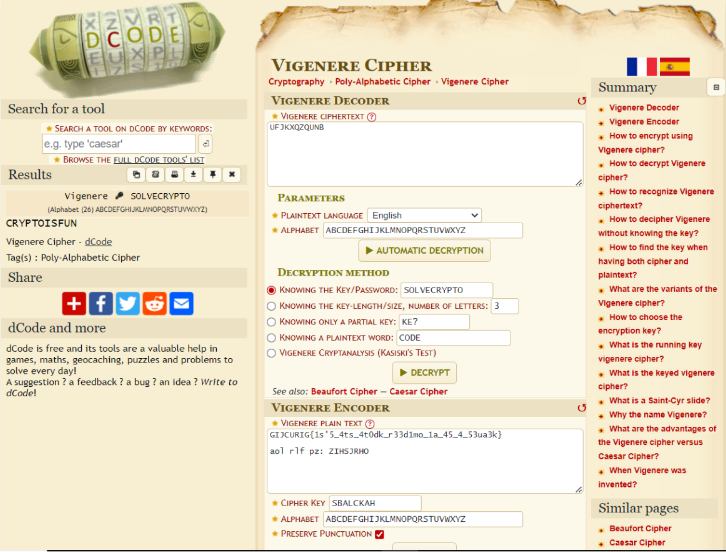 DCODE
Search for a tool
★ SEARCH A TOOL ON DCODE BY KEYWORDS:
e.g. type 'caesar'
★ BROWSE THE FULL DCODE TOOLS' LIST
Results
Vigenere SOLVECRYPTO
(Alphabet (26) ABCDEFGHIJKLMNOPQRSTUVWXYZ)
CRYPTOISFUN
Vigenere Cipher - dCode
Tag(s) : Poly-Alphabetic Cipher
Share
dCode and more
dCode is free and its tools are a valuable help in
games, maths, geocaching, puzzles and problems to
solve every day!
A suggestion ? a feedback ? a bug ? an idea ? Write to
dCode!
VIGENERE CIPHER
Cryptography Poly-Alphabetic Cipher Vigenere Cipher
VIGENERE DECODER
★ VIGENERE CIPHERTEXT ?
UFJKXQZQUNB
PARAMETERS
★ PLAINTEXT LANGUAGE English
★ ALPHABET ABCDEFGHIJKLMNOPQRSTUVWXYZ
▶ AUTOMATIC DECRYPTION
DECRYPTION METHOD
KNOWING THE KEY/PASSWORD: SOLVECRYPTO
KNOWING THE KEY-LENGTH/SIZE, NUMBER OF LETTERS: 3
KNOWING ONLY A PARTIAL KEY: KE?
KNOWING A PLAINTEXT WORD: CODE
VIGENERE CRYPTANALYSIS (KASISKI'S TEST)
▶ DECRYPT
See also: Beaufort Cipher — Caesar Cipher
VIGENERE ENCODER
★ VIGENERE PLAIN TEXT ?
GIJCURIG{1s'5_4ts_4t0dk_r33d1mo_1a_45_4_53ua3k}
aol rlf pz: ZIHSJRHO
★ CIPHER KEY SBALCKAH
★ ALPHABET ABCDEFGHIJKLMNOPQRSTUVWXYZ
★ PRESERVE PUNCTUATION
Summary
Vigenere Decoder
Vigenere Encoder
How to encrypt using
Vigenere cipher?
How to decrypt Vigenere
cipher?
How to recognize Vigenere
ciphertext?
How to decipher Vigenere
without knowing the key?
How to find the key when
having both cipher and
plaintext?
What are the variants of the
Vigenere cipher?
How to choose the
encryption key?
What is the running key
vigenere cipher?
What is the keyed vigenere
cipher?
What is a Saint-Cyr slide?
Why the name Vigenere?
What are the advantages of
the Vigenere cipher versus
Caesar Cipher?
When Vigenere was
invented?
Similar pages
Beaufort Cipher
Caesar Cipher